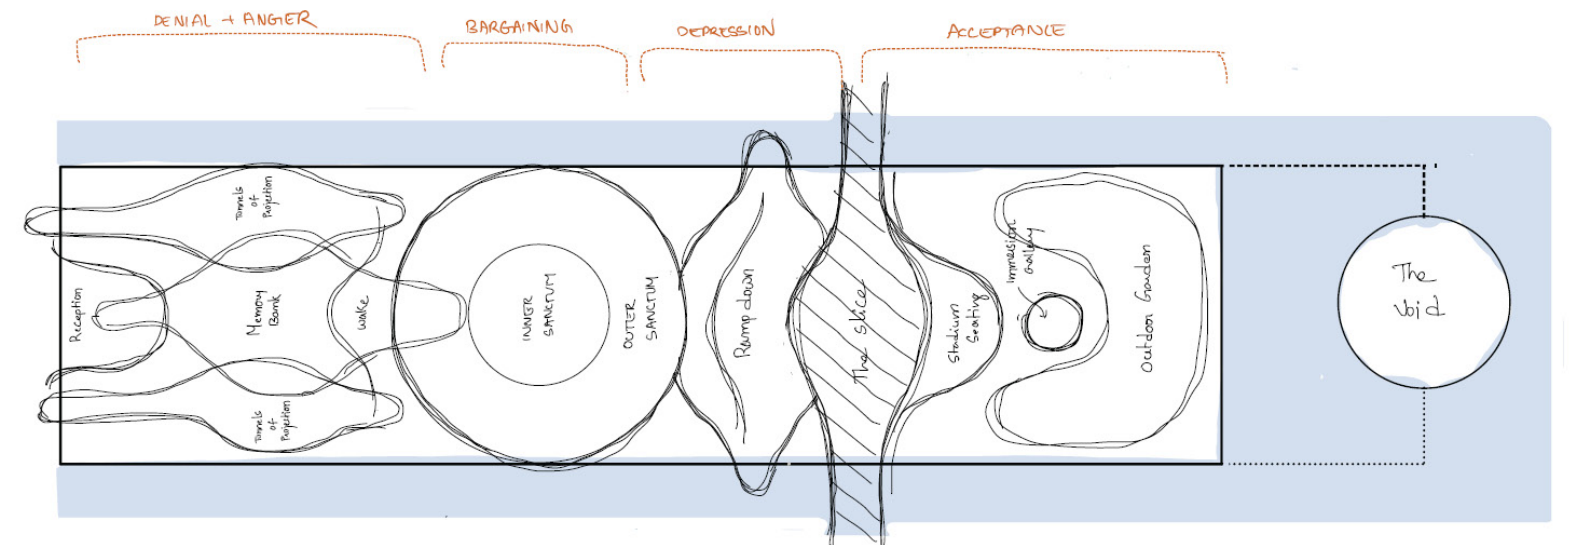 DENIAL + ANGER
BARGAINING
DEPRESSION
ACCEPTANCE
Tunnels
of
Projection
Reception
Memory
Bank
wake
Tunnels
of
Projection
INNER
SANCTUM
OUTER
SANCTUM
Ramp down
The slice
Stadium
Seating
Immersion
Gallery
Outdoor Garden
The
Void